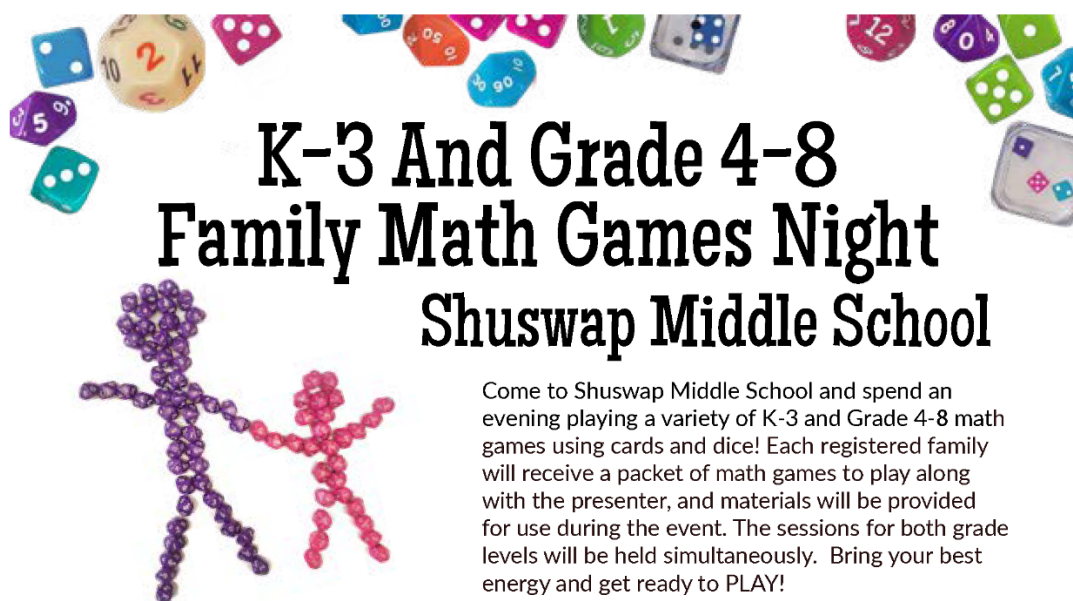 K-3 And Grade 4-8
Family Math Games Night
Shuswap Middle School
Come to Shuswap Middle School and spend an
evening playing a variety of K-3 and Grade 4-8 math
games using cards and dice! Each registered family
will receive a packet of math games to play along
with the presenter, and materials will be provided
for use during the event. The sessions for both grade
levels will be held simultaneously.  Bring your best
energy and get ready to PLAY!